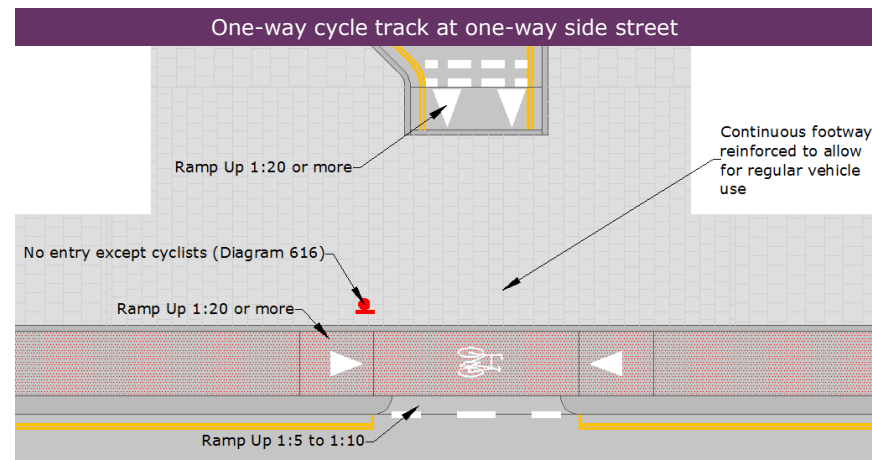 One-way cycle track at one-way side street
Continuous footway
reinforced to allow
for regular vehicle
use
Ramp Up 1:20 or more
No entry except cyclists (Diagram 616)
Ramp Up 1:20 or more
Ramp Up 1:5 to 1:10